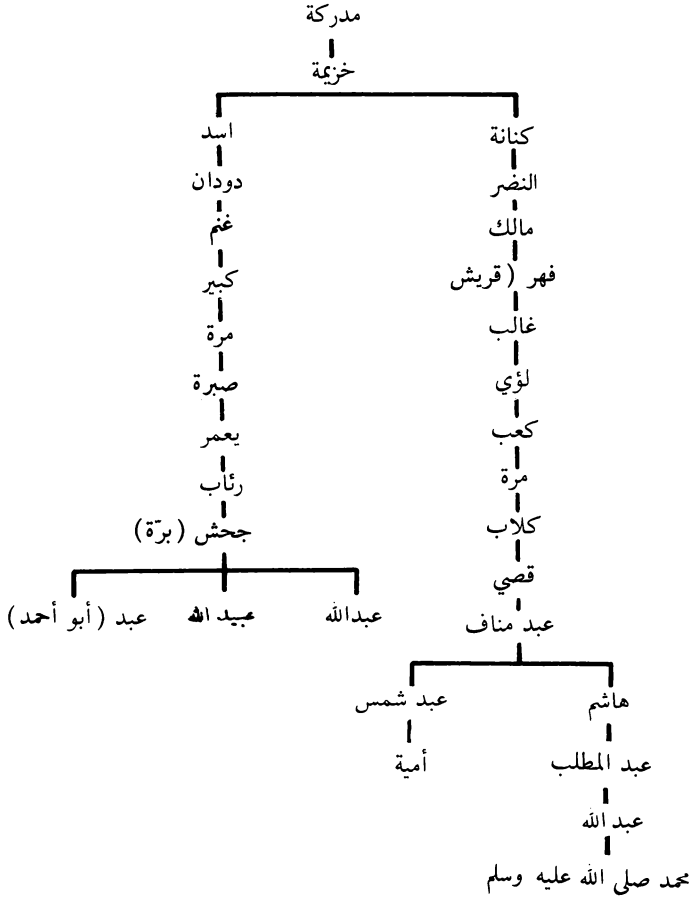 مدركة
خزيمة
كنانة
اسد
النضر
دودان
مالك
غنم
فهر (قريش
كبير
غالب
مرة
لؤي
صبرة
كعب
يعمر
مرة
رئاب
كلاب
جحش (برّة)
قصي
عبدالله
عبيد الله
عبد (أبو أحمد)
عبد مناف
هاشم
عبد شمس
عبد المطلب
أمية
عبد الله
محمد صلى الله عليه وسلم